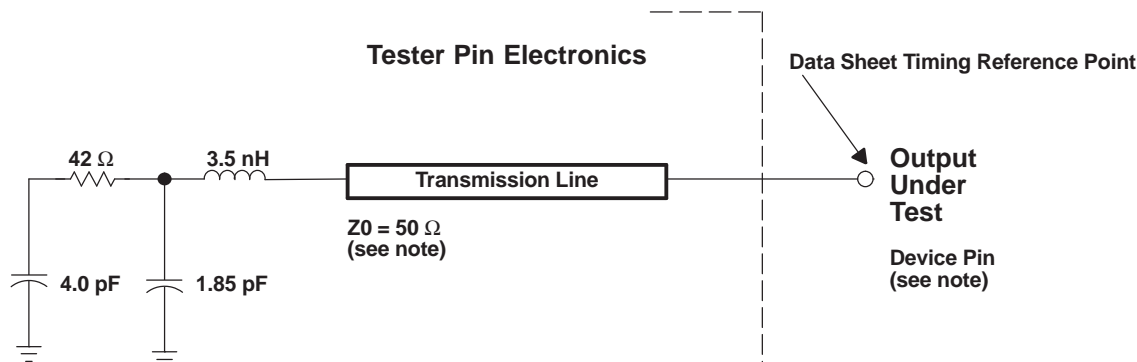 Tester Pin Electronics
Data Sheet Timing Reference Point
42 Ω
3.5 nH
Transmission Line
Output
Under
Test
Z0 = 50 Ω
(see note)
Device Pin
(see note)
4.0 pF
1.85 pF